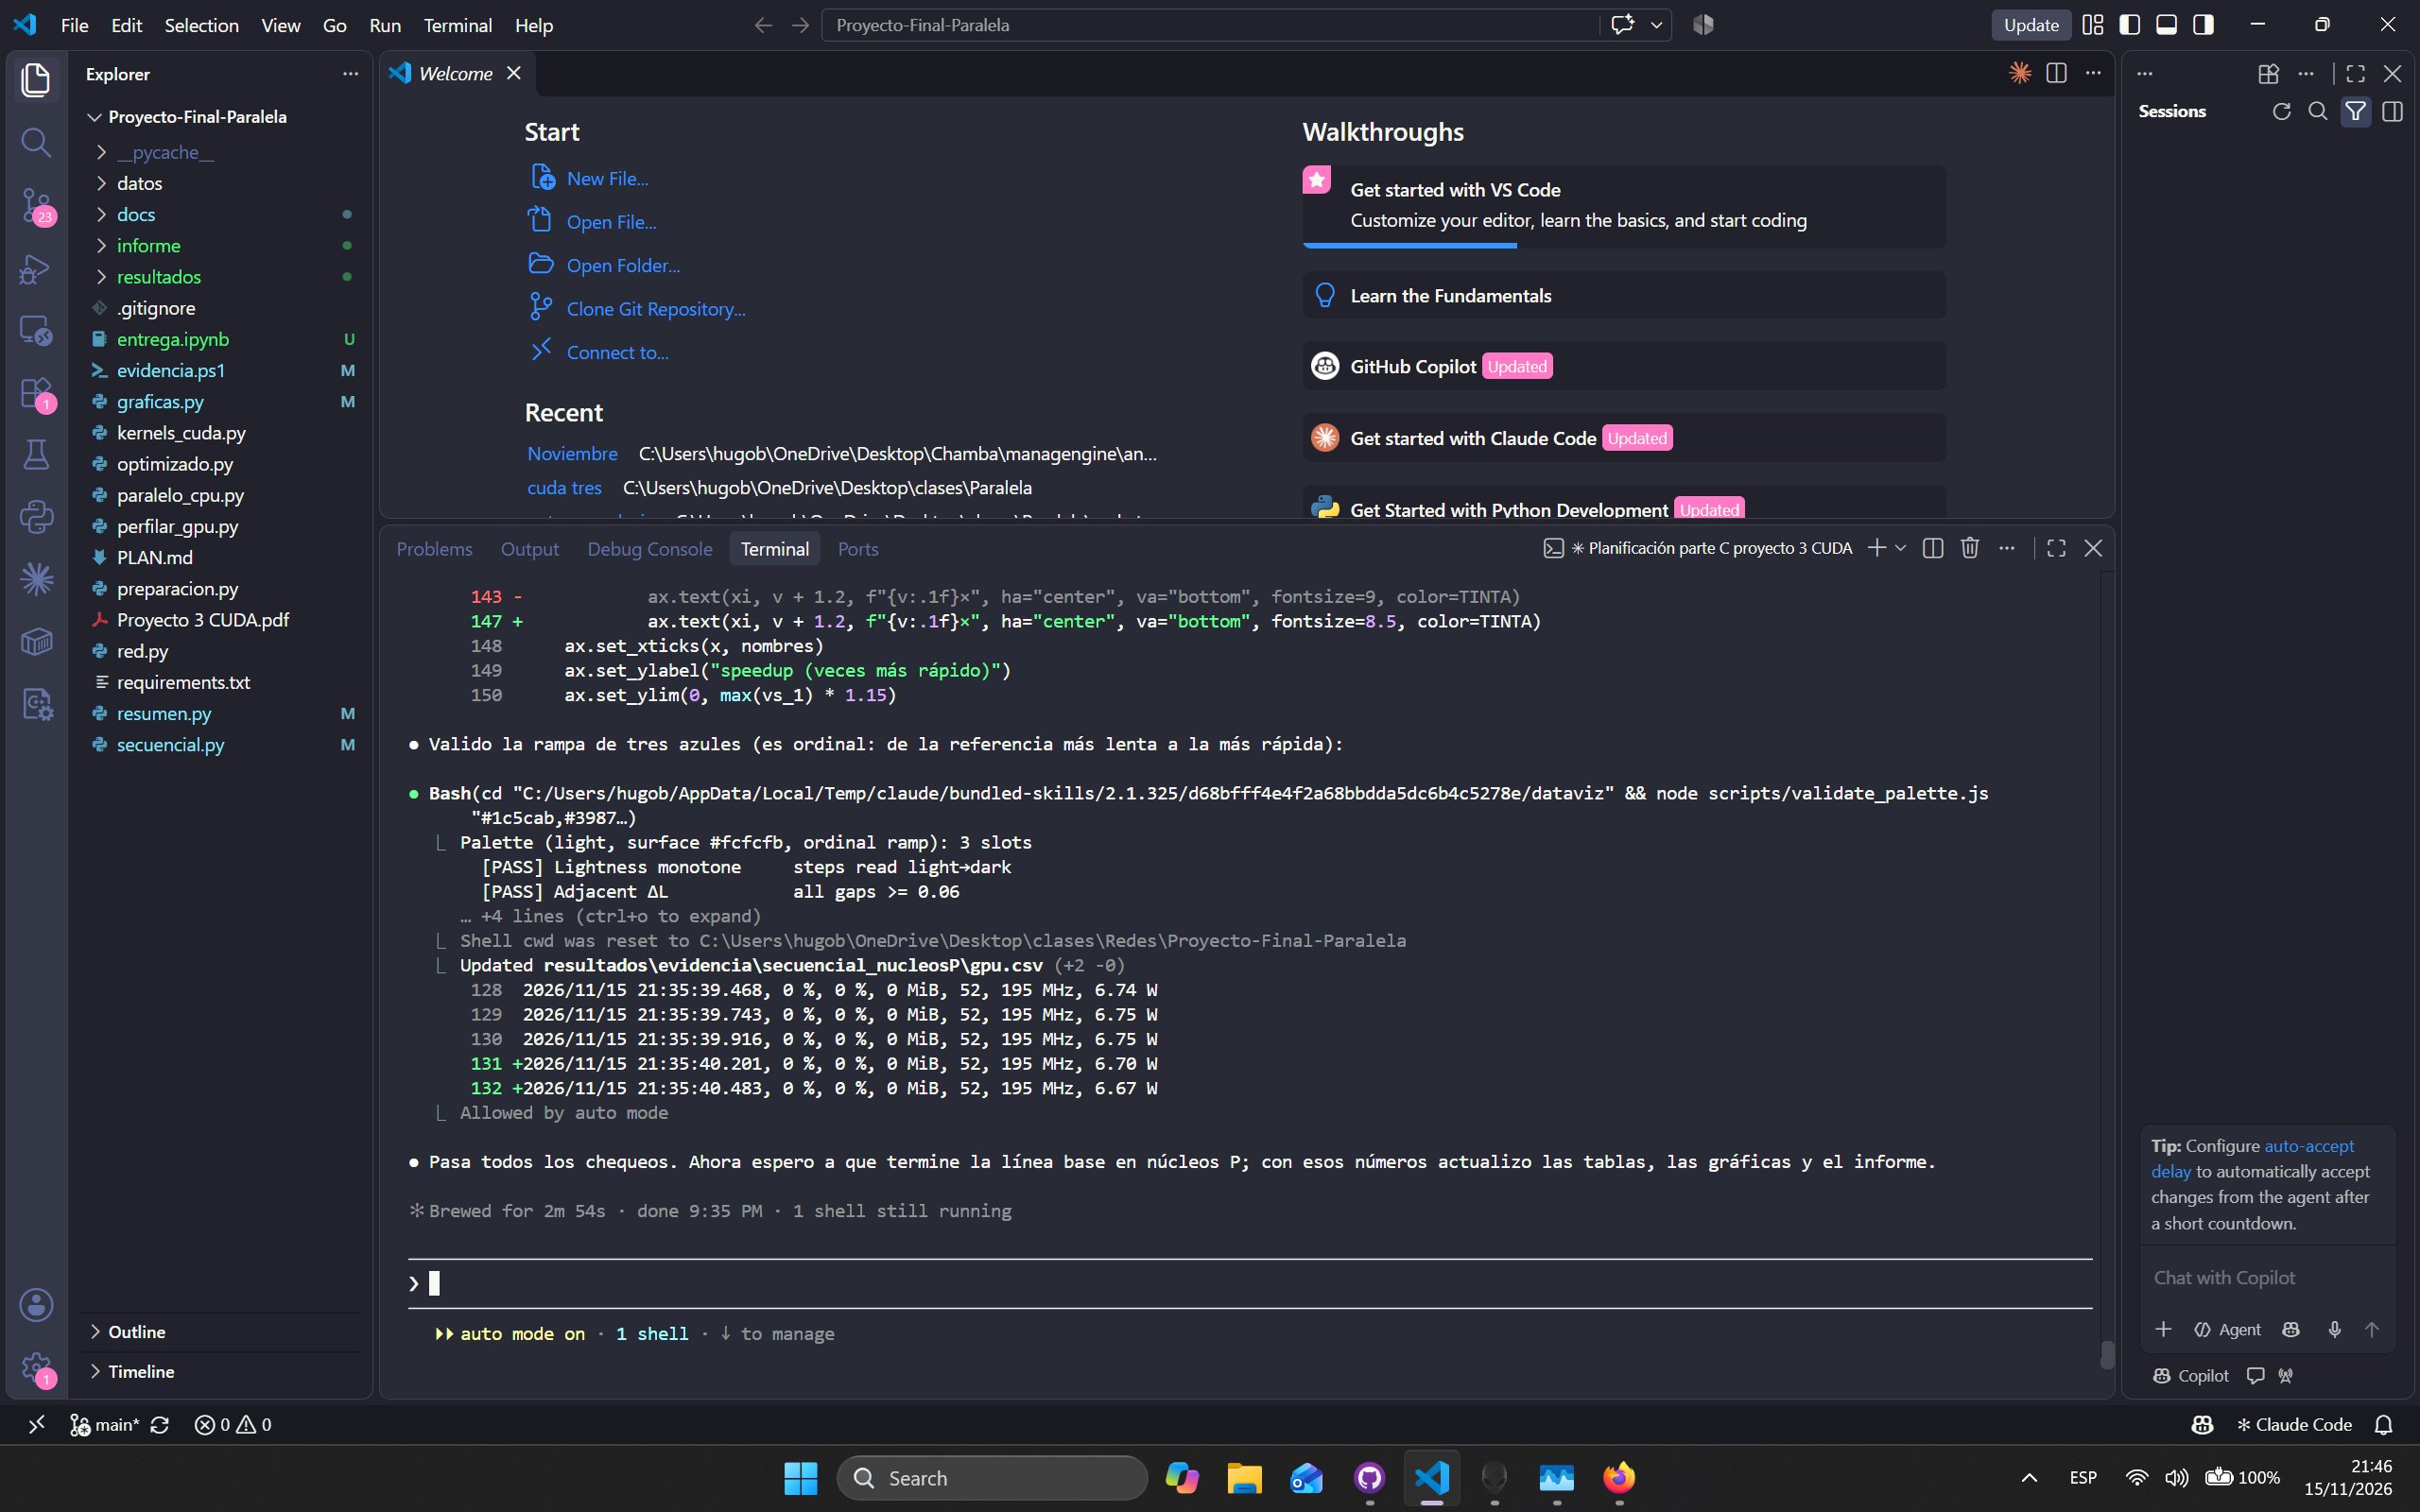 File Edit Selection View Go Run Terminal Help
Proyecto-Final-Paralela
Update
Explorer
Proyecto-Final-Paralela
__pycache__
datos
docs
informe
resultados
.gitignore
entrega.ipynb U
evidencia.ps1 M
graficas.py M
kernels_cuda.py
optimizado.py
paralelo_cpu.py
perfilar_gpu.py
PLAN.md
preparacion.py
Proyecto 3 CUDA.pdf
red.py
requirements.txt
resumen.py M
secuencial.py M
Outline
Timeline
23
1
1
Welcome
Start
New File...
Open File...
Open Folder...
Clone Git Repository...
Connect to...
Recent
Noviembre C:\Users\hugob\OneDrive\Desktop\Chamba\managengine\an...
cuda tres C:\Users\hugob\OneDrive\Desktop\clases\Paralela
Walkthroughs
Get started with VS Code
Customize your editor, learn the basics, and start coding
Learn the Fundamentals
GitHub Copilot Updated
Get started with Claude Code Updated
Get Started with Python Development Updated
Problems Output Debug Console Terminal Ports
✳ Planificación parte C proyecto 3 CUDA
143 - ax.text(xi, v + 1.2, f"{v:.1f}×", ha="center", va="bottom", fontsize=9, color=TINTA)
147 + ax.text(xi, v + 1.2, f"{v:.1f}×", ha="center", va="bottom", fontsize=8.5, color=TINTA)
148 ax.set_xticks(x, nombres)
149 ax.set_ylabel("speedup (veces más rápido)")
150 ax.set_ylim(0, max(vs_1) * 1.15)
● Valido la rampa de tres azules (es ordinal: de la referencia más lenta a la más rápida):
● Bash(cd "C:/Users/hugob/AppData/Local/Temp/claude/bundled-skills/2.1.325/d68bfff4e4f2a68bbdda5dc6b4c5278e/dataviz" && node scripts/validate_palette.js
"#1c5cab,#3987…)
⎣ Palette (light, surface #fcfcfb, ordinal ramp): 3 slots
[PASS] Lightness monotone steps read light→dark
[PASS] Adjacent ΔL all gaps >= 0.06
… +4 lines (ctrl+o to expand)
⎣ Shell cwd was reset to C:\Users\hugob\OneDrive\Desktop\clases\Redes\Proyecto-Final-Paralela
⎣ Updated resultados\evidencia\secuencial_nucleosP\gpu.csv (+2 -0)
128 2026/11/15 21:35:39.468, 0 %, 0 %, 0 MiB, 52, 195 MHz, 6.74 W
129 2026/11/15 21:35:39.743, 0 %, 0 %, 0 MiB, 52, 195 MHz, 6.75 W
130 2026/11/15 21:35:39.916, 0 %, 0 %, 0 MiB, 52, 195 MHz, 6.75 W
131 +2026/11/15 21:35:40.201, 0 %, 0 %, 0 MiB, 52, 195 MHz, 6.70 W
132 +2026/11/15 21:35:40.483, 0 %, 0 %, 0 MiB, 52, 195 MHz, 6.67 W
⎣ Allowed by auto mode
● Pasa todos los chequeos. Ahora espero a que termine la línea base en núcleos P; con esos números actualizo las tablas, las gráficas y el informe.
✻ Brewed for 2m 54s · done 9:35 PM · 1 shell still running
❯
⏵⏵ auto mode on · 1 shell · ↓ to manage
Sessions
Tip: Configure auto-accept
delay to automatically accept
changes from the agent after
a short countdown.
Chat with Copilot
Agent
Copilot
main* 0 0
Claude Code
Search
ESP
100%
21:46
15/11/2026